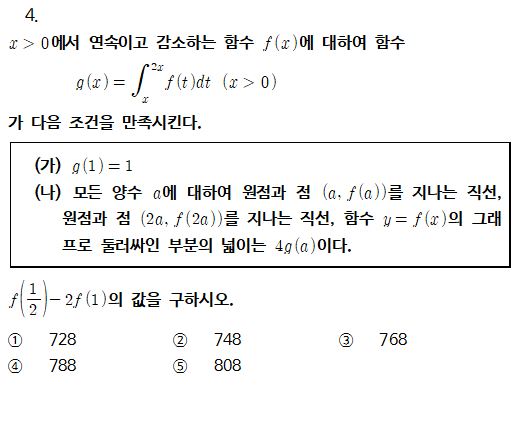 4.
x > 0에서 연속이고 감소하는 함수 f(x)에 대하여 함수
g(x) = ∫_x^{2x} f(t)dt (x > 0)
가 다음 조건을 만족시킨다.
(가) g(1) = 1
(나) 모든 양수 a에 대하여 원점과 점 (a, f(a))를 지나는 직선,
원점과 점 (2a, f(2a))를 지나는 직선, 함수 y = f(x)의 그래
프로 둘러싸인 부분의 넓이는 4g(a)이다.
f(1/2) − 2f(1)의 값을 구하시오.
① 728 ② 748 ③ 768
④ 788 ⑤ 808